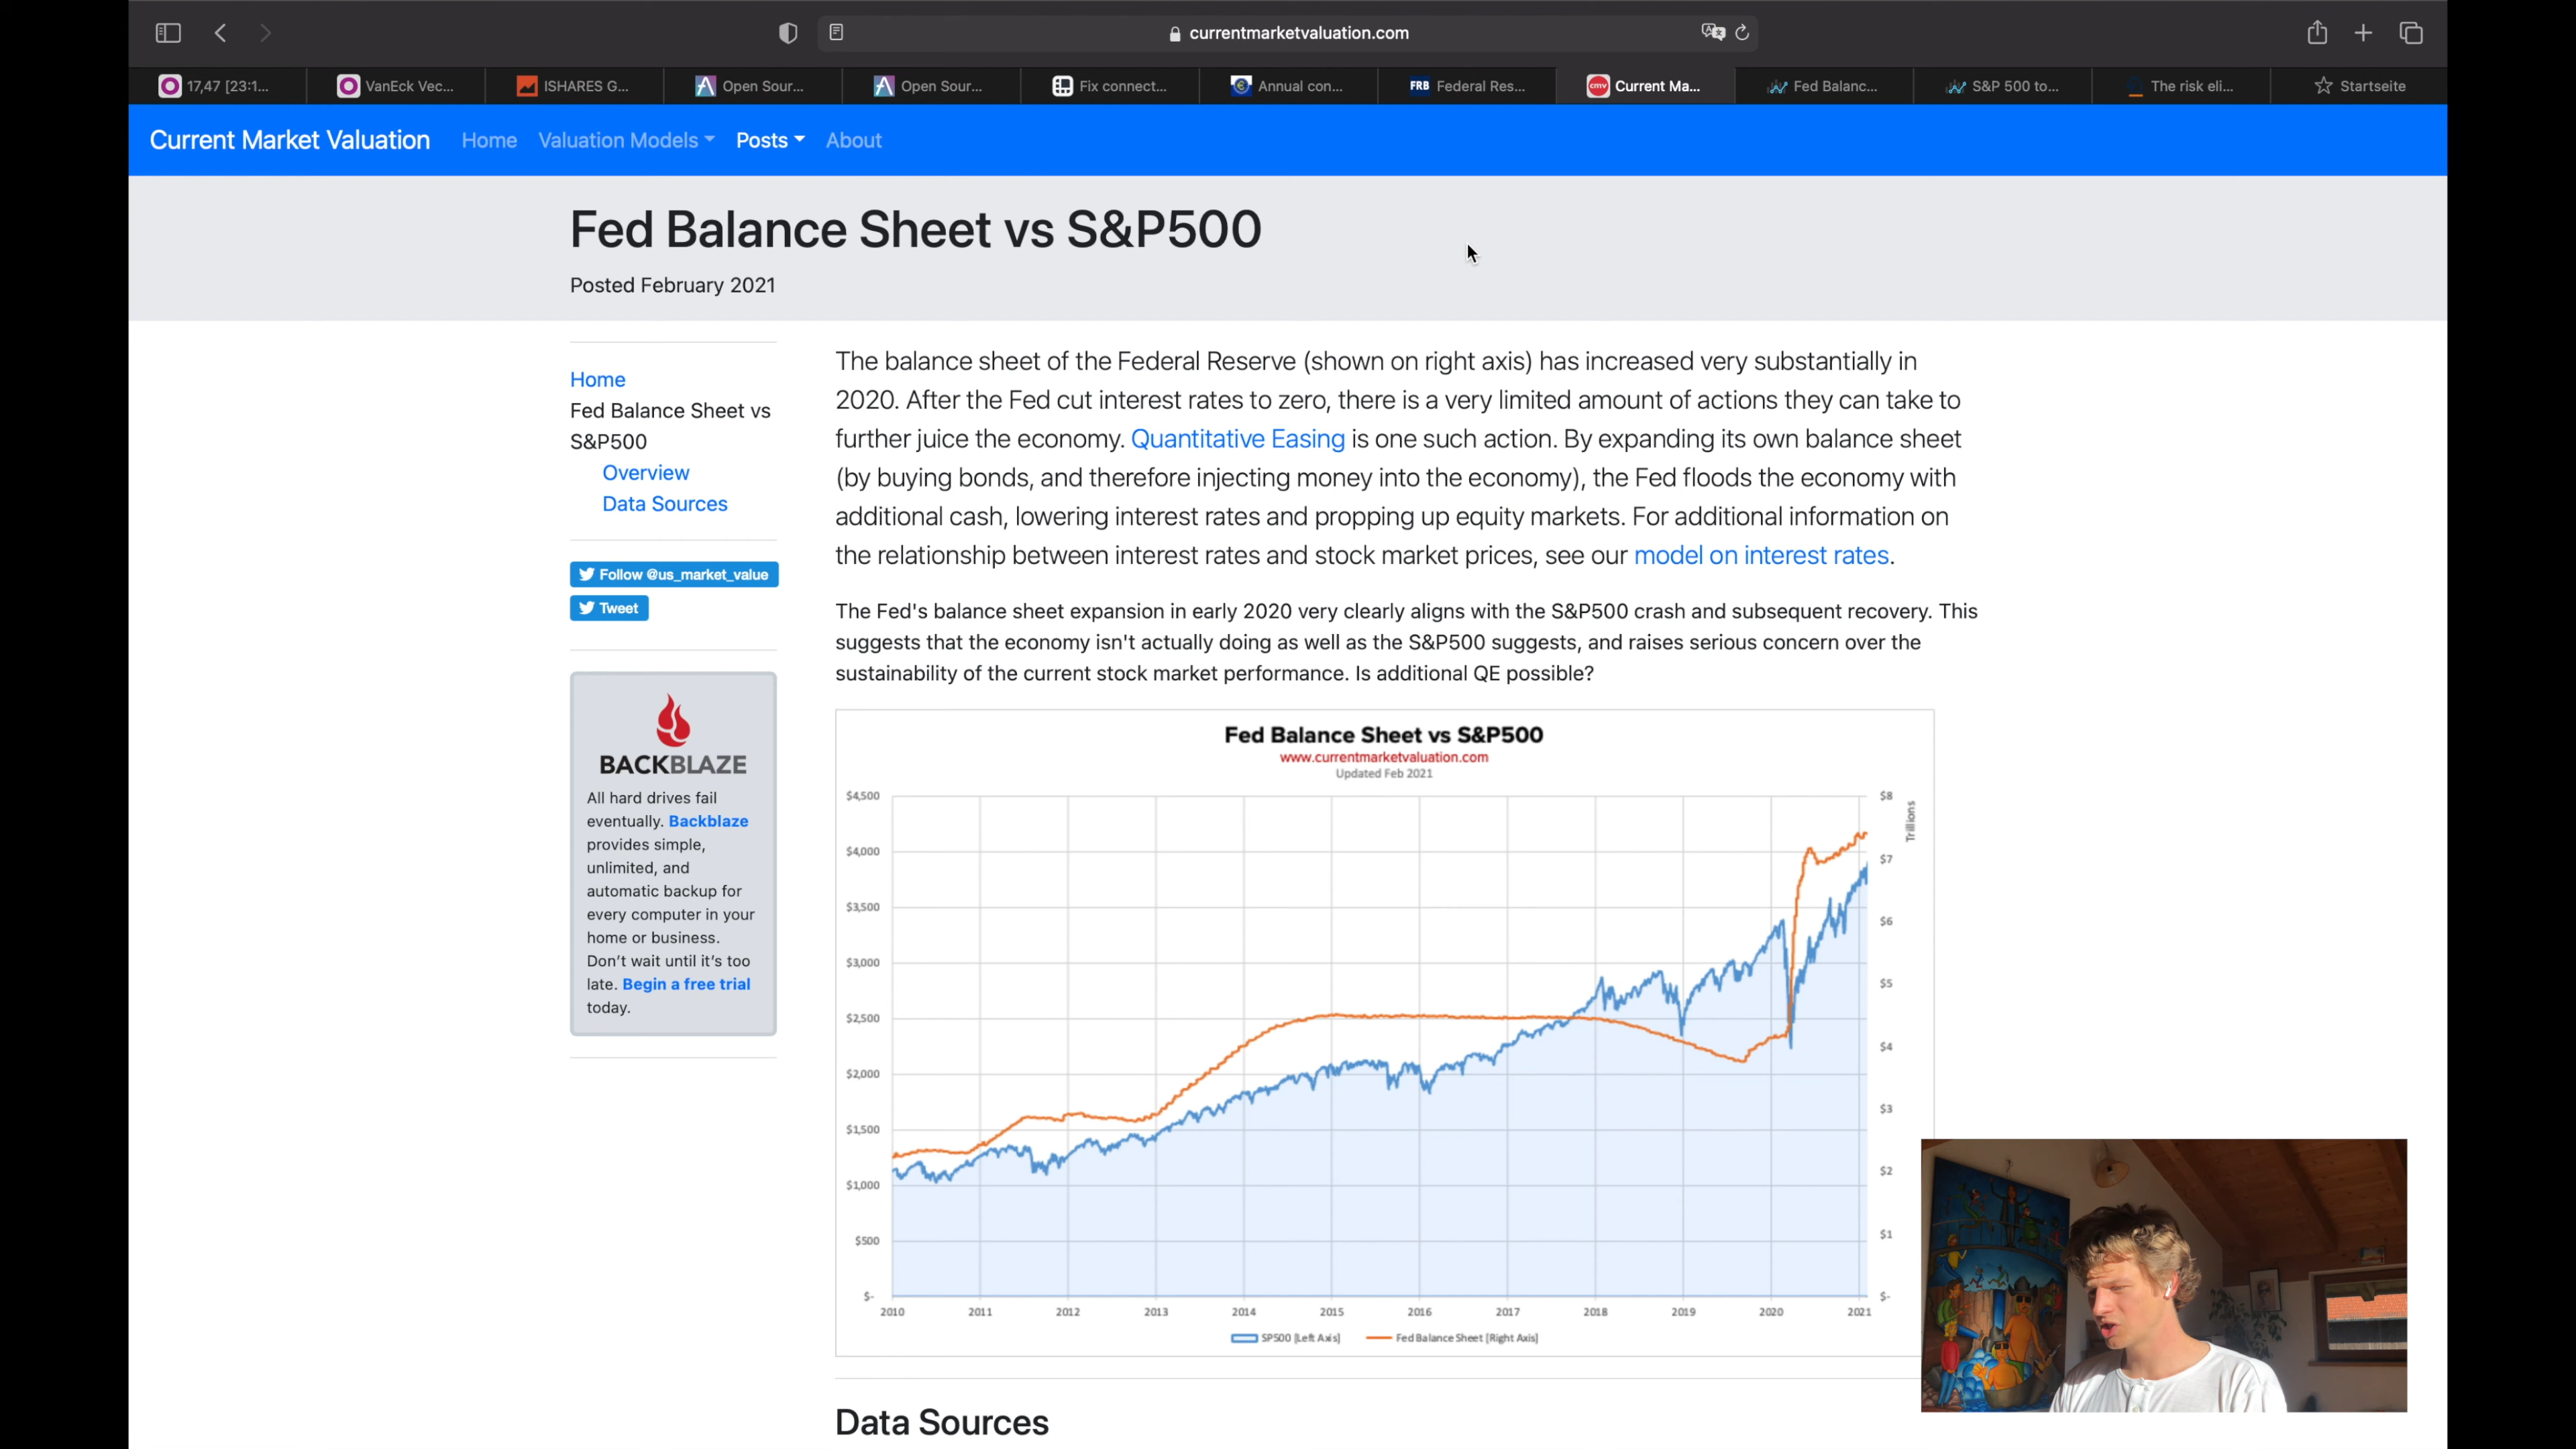 currentmarketvaluation.com
17,47 [23:1...
VanEck Vec...
ISHARES G...
Open Sour...
Open Sour...
Fix connect...
Annual con...
FRB Federal Res...
cmv Current Ma...
Fed Balanc...
S&P 500 to...
The risk eli...
Startseite
Current Market Valuation Home Valuation Models Posts About
Fed Balance Sheet vs S&P500
Posted February 2021
Home
Fed Balance Sheet vs
S&P500
Overview
Data Sources
Follow @us_market_value
Tweet
BACKBLAZE
All hard drives fail
eventually. Backblaze
provides simple,
unlimited, and
automatic backup for
every computer in your
home or business.
Don't wait until it's too
late. Begin a free trial
today.
The balance sheet of the Federal Reserve (shown on right axis) has increased very substantially in
2020. After the Fed cut interest rates to zero, there is a very limited amount of actions they can take to
further juice the economy. Quantitative Easing is one such action. By expanding its own balance sheet
(by buying bonds, and therefore injecting money into the economy), the Fed floods the economy with
additional cash, lowering interest rates and propping up equity markets. For additional information on
the relationship between interest rates and stock market prices, see our model on interest rates.
The Fed's balance sheet expansion in early 2020 very clearly aligns with the S&P500 crash and subsequent recovery. This
suggests that the economy isn't actually doing as well as the S&P500 suggests, and raises serious concern over the
sustainability of the current stock market performance. Is additional QE possible?
Fed Balance Sheet vs S&P500
www.currentmarketvaluation.com
Updated Feb 2021
$4,500
$4,000
$3,500
$3,000
$2,500
$2,000
$1,500
$1,000
$500
$-
$8
$7
$6
$5
$4
$3
$2
$1
$-
Trillions
2010 2011 2012 2013 2014 2015 2016 2017 2018 2019 2020 2021
SP500 [Left Axis] Fed Balance Sheet [Right Axis]
Data Sources